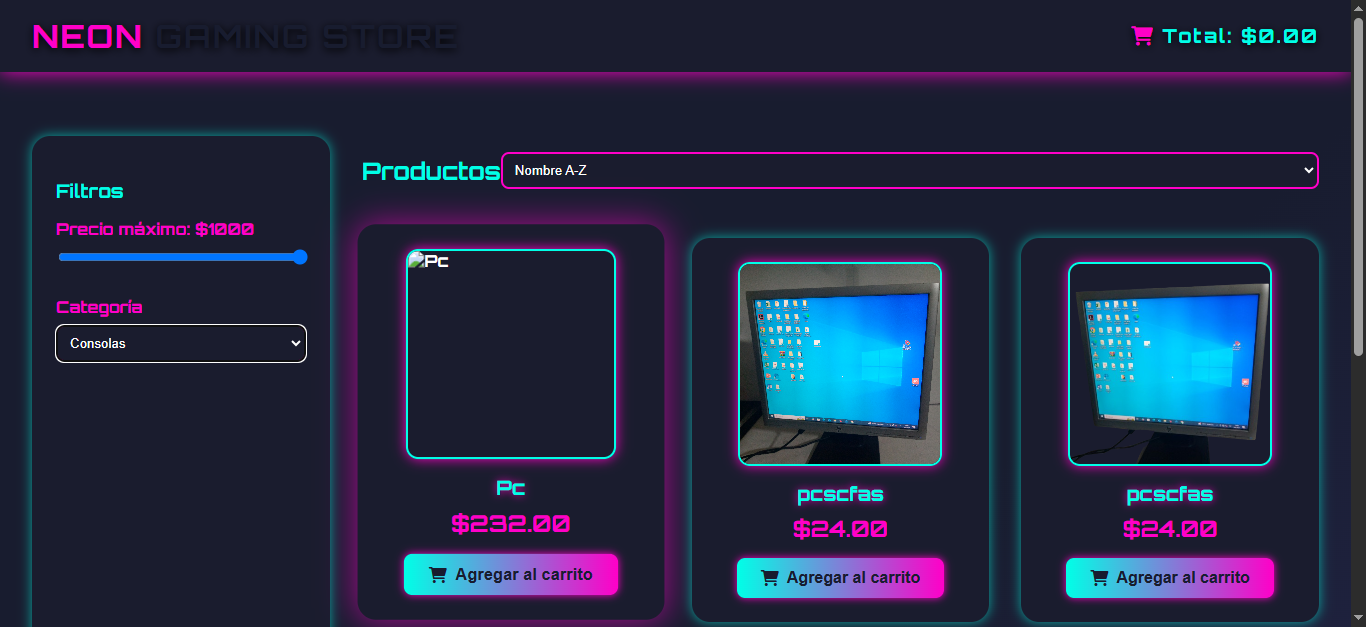 NEON GAMING STORE
Total: $0.00
Filtros
Precio máximo: $1000
Categoría
Consolas
Productos
Nombre A-Z
Pc
Pc
$232.00
Agregar al carrito
pcscfas
$24.00
Agregar al carrito
pcscfas
$24.00
Agregar al carrito